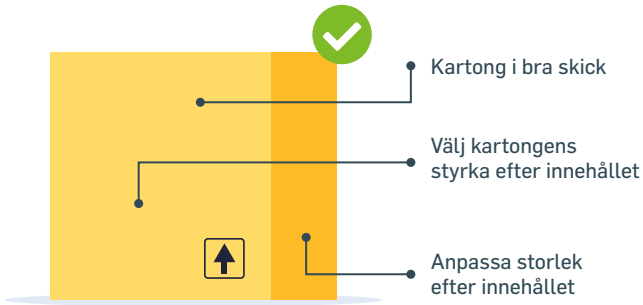 Kartong i bra skick
Välj kartongens
styrka efter innehållet
Anpassa storlek
efter innehållet